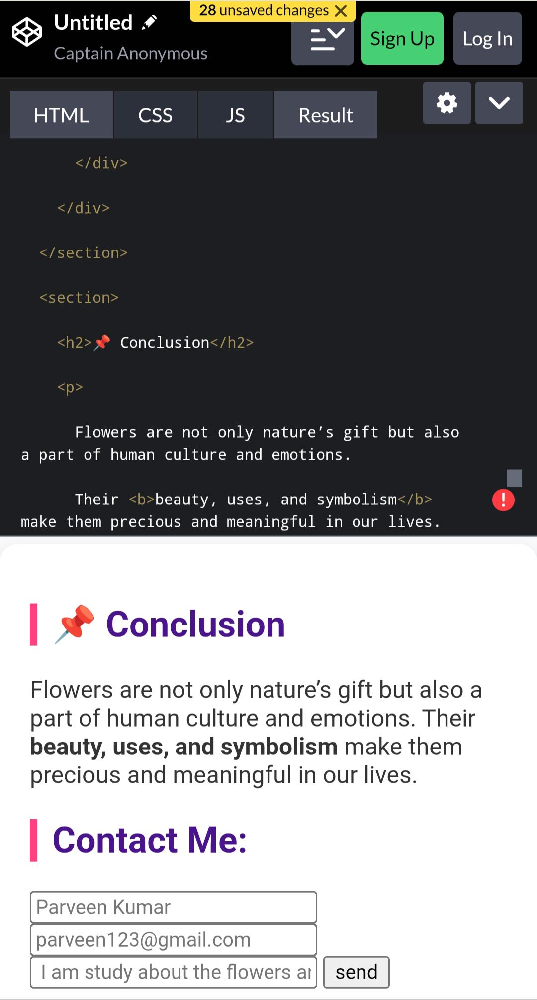 28 unsaved changes
Untitled
Captain Anonymous
Sign Up
Log In
HTML
CSS
JS
Result
</div>
</div>
</section>
<section>
<h2>📌 Conclusion</h2>
<p>
Flowers are not only nature’s gift but also
a part of human culture and emotions.
Their <b>beauty, uses, and symbolism</b>
make them precious and meaningful in our lives.
📌 Conclusion
Flowers are not only nature’s gift but also a
part of human culture and emotions. Their
beauty, uses, and symbolism make them
precious and meaningful in our lives.
Contact Me:
Parveen Kumar
parveen123@gmail.com
I am study about the flowers
send